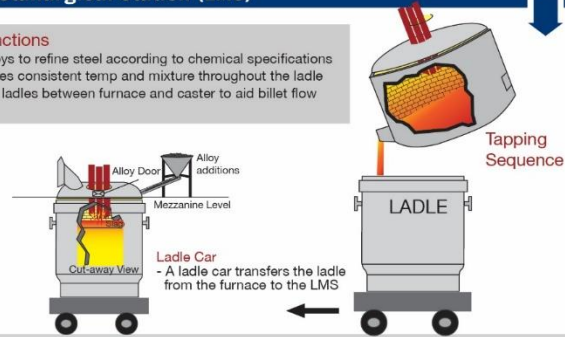 nctions
ys to refine steel according to chemical specifications
es consistent temp and mixture throughout the ladle
ladles between furnace and caster to aid billet flow
Alloy Door
Alloy
additions
Mezzanine Level
Slag
Cut-away View
Ladle Car
- A ladle car transfers the ladle
from the furnace to the LMS
Tapping
Sequence
LADLE